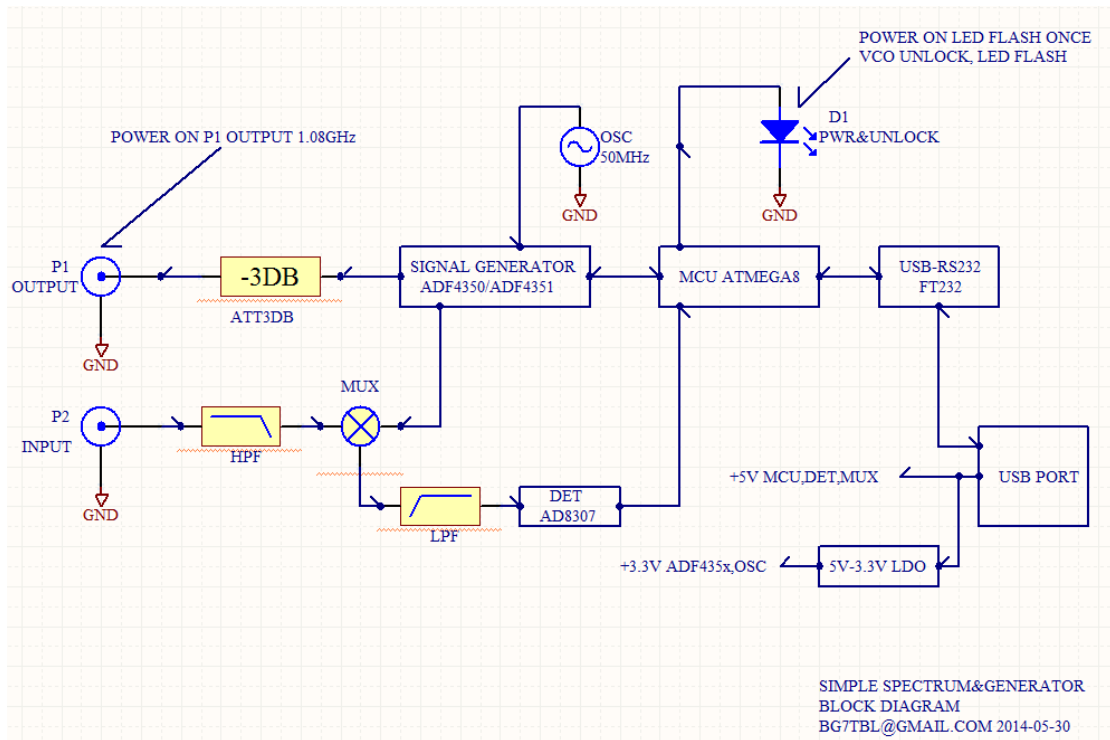 POWER ON LED FLASH ONCE
VCO UNLOCK, LED FLASH
POWER ON P1 OUTPUT 1.08GHz
OSC
50MHz
GND
D1
PWR&UNLOCK
GND
P1
OUTPUT
-3DB
ATT3DB
SIGNAL GENERATOR
ADF4350/ADF4351
MCU ATMEGA8
USB-RS232
FT232
GND
MUX
P2
INPUT
HPF
GND
LPF
DET
AD8307
+5V MCU,DET,MUX
USB PORT
+3.3V ADF435x,OSC
5V-3.3V LDO
SIMPLE SPECTRUM&GENERATOR
BLOCK DIAGRAM
BG7TBL@GMAIL.COM 2014-05-30